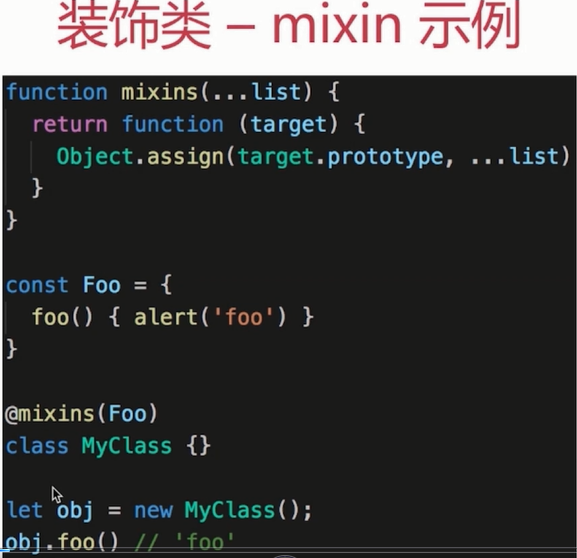 装饰类 – mixin 示例
function mixins(...list) {
  return function (target) {
    Object.assign(target.prototype, ...list)
  }
}
const Foo = {
  foo() { alert('foo') }
}
@mixins(Foo)
class MyClass {}
let obj = new MyClass();
obj.foo() // 'foo'